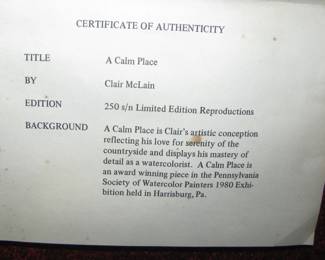 CERTIFICATE OF AUTHENTICITY
TITLE A Calm Place
BY Clair McLain
EDITION 250 s/n Limited Edition Reproductions
BACKGROUND A Calm Place is Clair's artistic conception
reflecting his love for serenity of the
countryside and displays his mastery of
detail as a watercolorist. A Calm Place is
an award winning piece in the Pennsylvania
Society of Watercolor Painters 1980 Exhi-
bition held in Harrisburg, Pa.